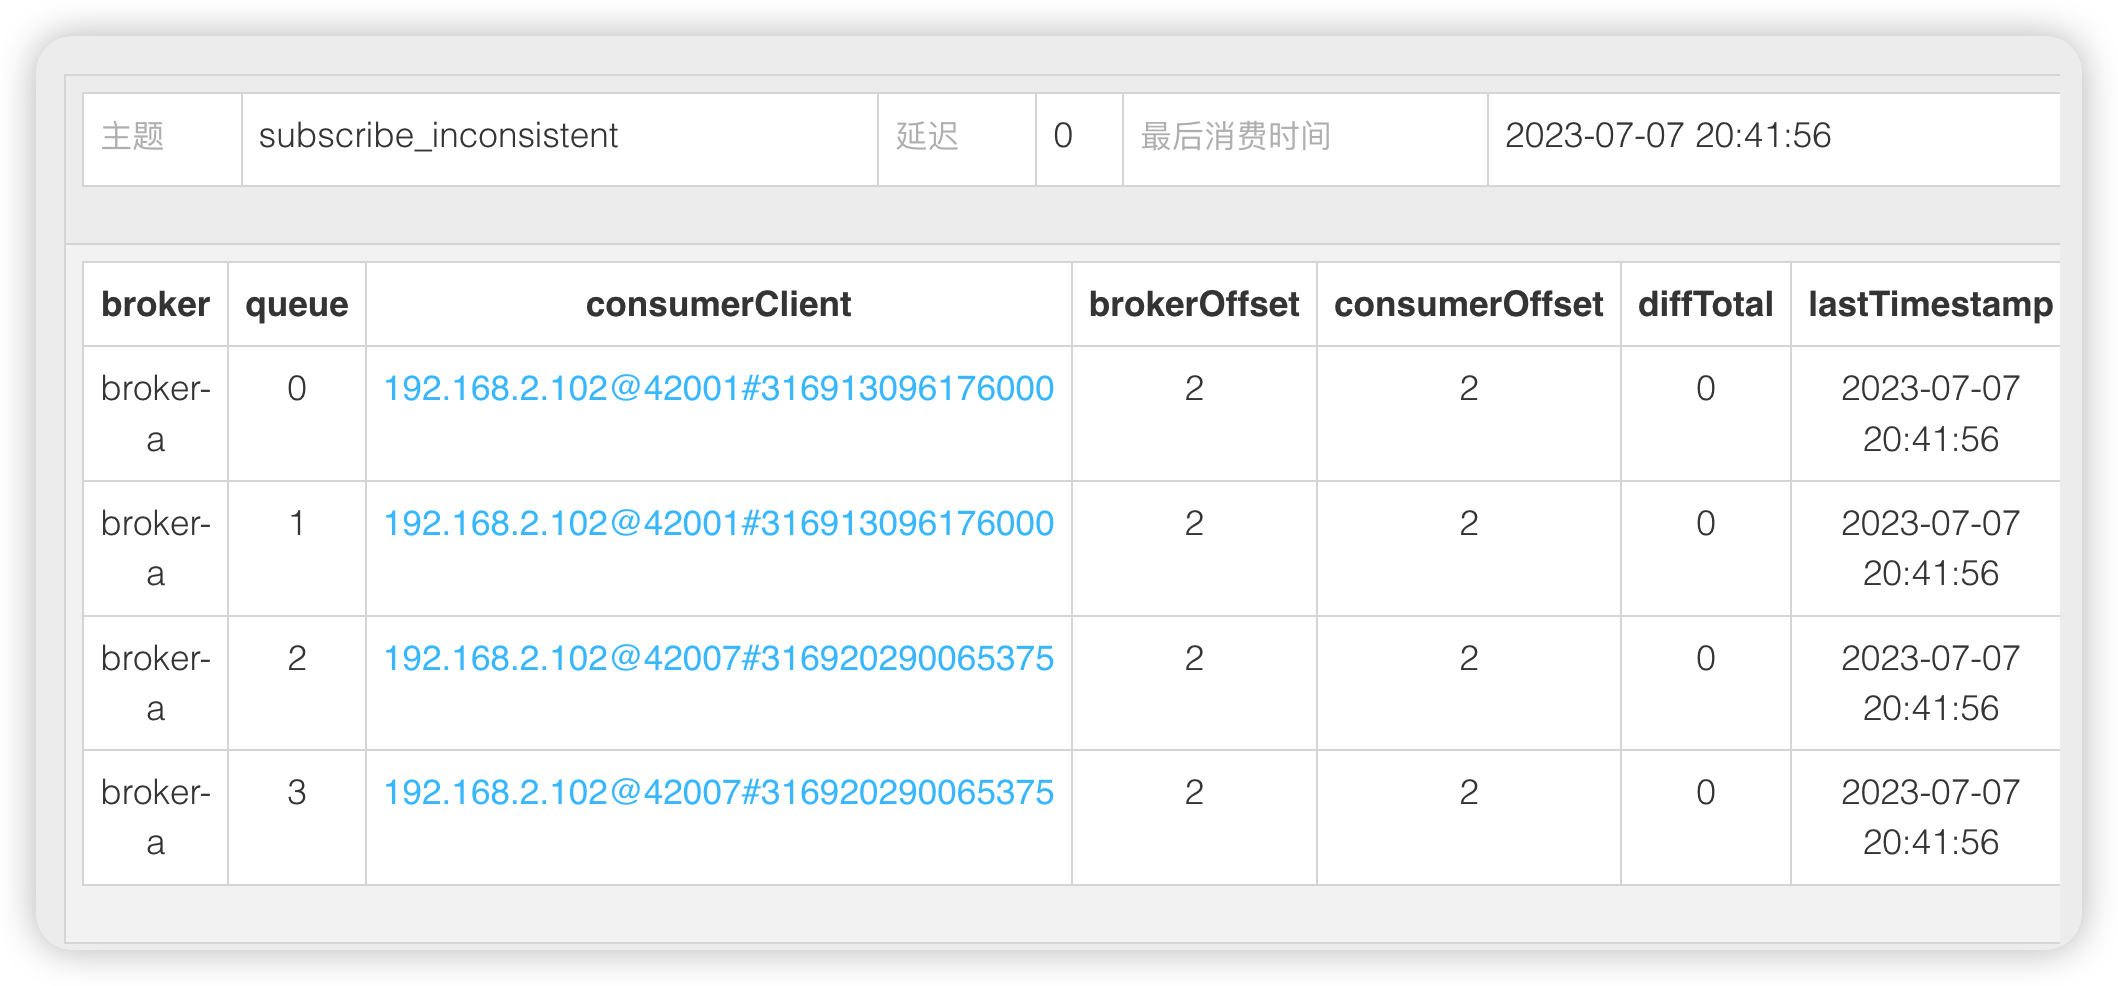 主题 subscribe_inconsistent 延迟 0 最后消费时间 2023-07-07 20:41:56
broker queue consumerClient brokerOffset consumerOffset diffTotal lastTimestamp
broker- 0 192.168.2.102@42001#316913096176000 2 2 0 2023-07-07
a 20:41:56
broker- 1 192.168.2.102@42001#316913096176000 2 2 0 2023-07-07
a 20:41:56
broker- 2 192.168.2.102@42007#316920290065375 2 2 0 2023-07-07
a 20:41:56
broker- 3 192.168.2.102@42007#316920290065375 2 2 0 2023-07-07
a 20:41:56